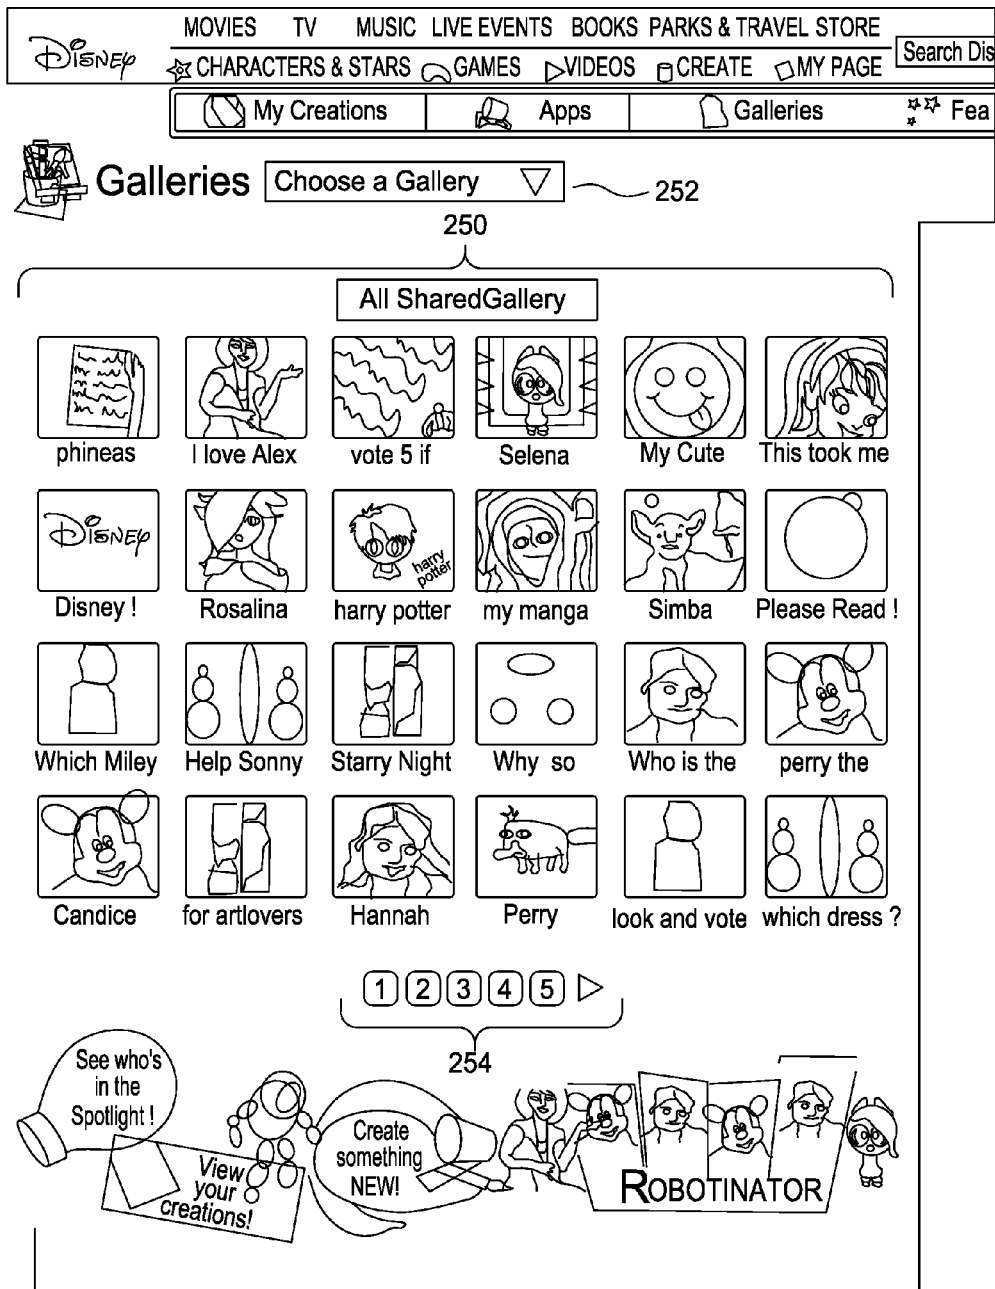 DISNEY
MOVIES TV MUSIC LIVE EVENTS BOOKS PARKS & TRAVEL STORE
Search Dis
CHARACTERS & STARS GAMES VIDEOS CREATE MY PAGE
My Creations Apps Galleries Fea
Galleries Choose a Gallery 252
250
All SharedGallery
phineas I love Alex vote 5 if Selena My Cute This took me
DISNEY
harry
potter
Disney ! Rosalina harry potter my manga Simba Please Read !
Which Miley Help Sonny Starry Night Why so Who is the perry the
Candice for artlovers Hannah Perry look and vote which dress ?
1 2 3 4 5
254
See who's
in the
Spotlight !
View
your
creations!
Create
something
NEW!
ROBOTINATOR